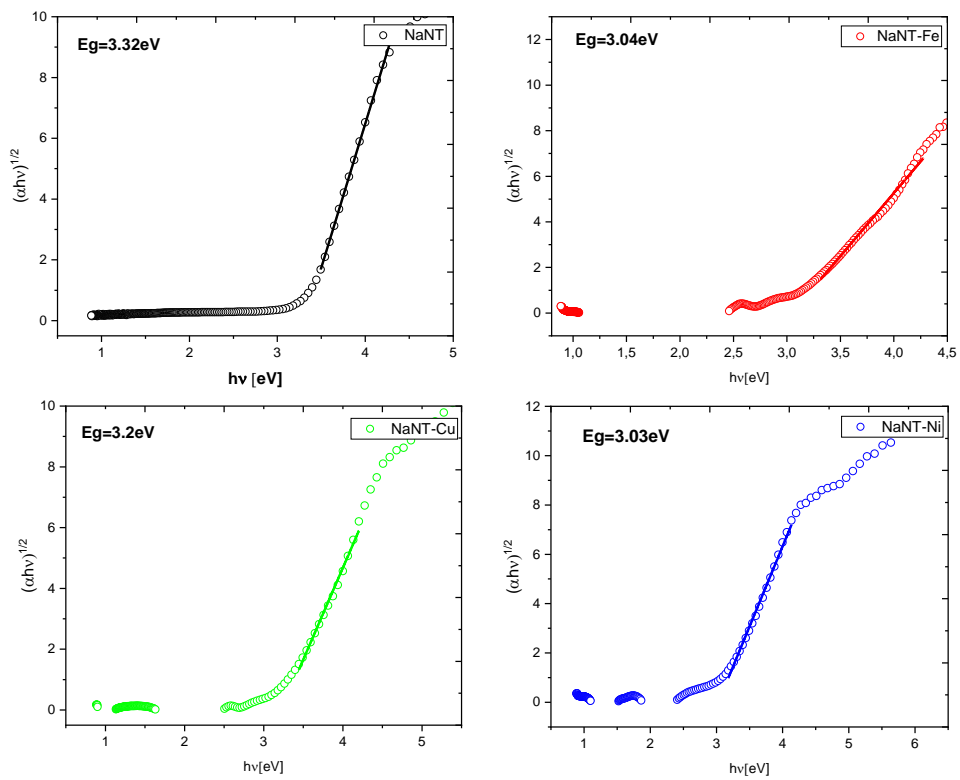 Eg=3.32eV
NaNT
10
8
6
4
2
0
(αhν)1/2
1 2 3 4 5
hν [eV]
Eg=3.04eV
NaNT-Fe
12
10
8
6
4
2
0
(αhν)1/2
1,0 1,5 2,0 2,5 3,0 3,5 4,0 4,5
hν[eV]
Eg=3.2eV
NaNT-Cu
10
8
6
4
2
0
(αhν)1/2
1 2 3 4 5
hν[eV]
Eg=3.03eV
NaNT-Ni
12
10
8
6
4
2
0
(αhν)1/2
1 2 3 4 5 6
hν[eV]